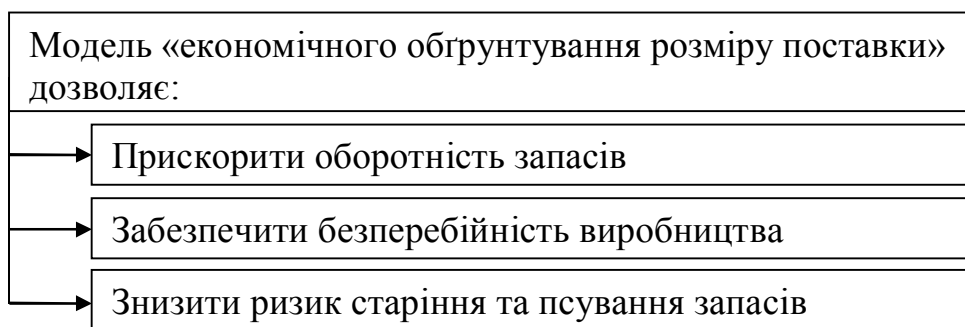 Модель «економічного обґрунтування розміру поставки»
дозволяє:
Прискорити оборотність запасів
Забезпечити безперебійність виробництва
Знизити ризик старіння та псування запасів